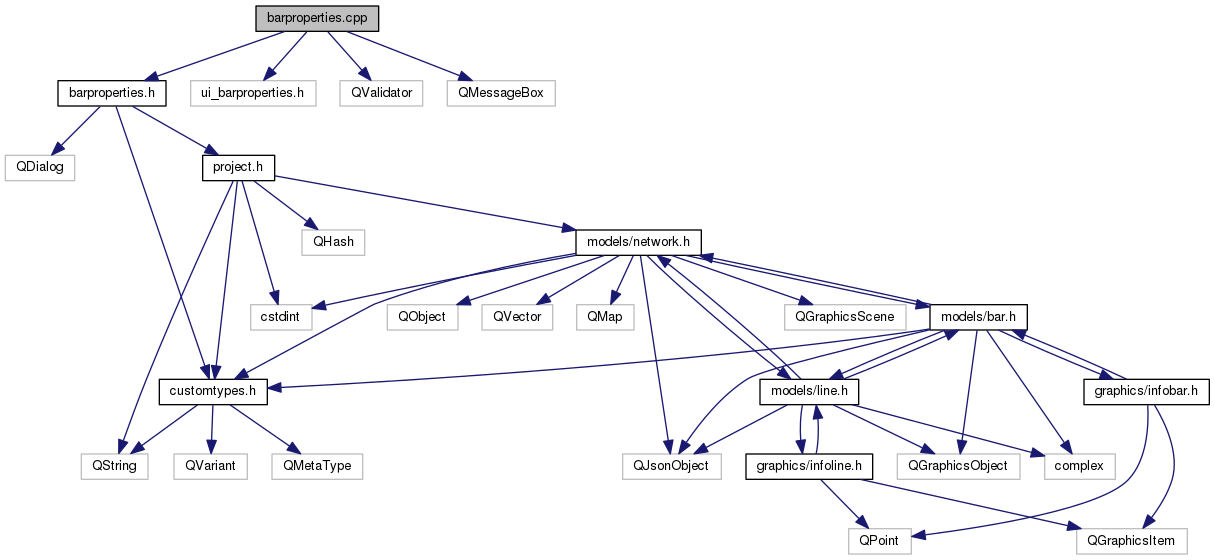 barproperties.cpp
barproperties.h
ui_barproperties.h
QValidator
QMessageBox
QDialog
project.h
QHash
models/network.h
cstdint
QObject
QVector
QMap
QGraphicsScene
models/bar.h
customtypes.h
models/line.h
graphics/infobar.h
QString
QVariant
QMetaType
QJsonObject
graphics/infoline.h
QGraphicsObject
complex
QPoint
QGraphicsItem